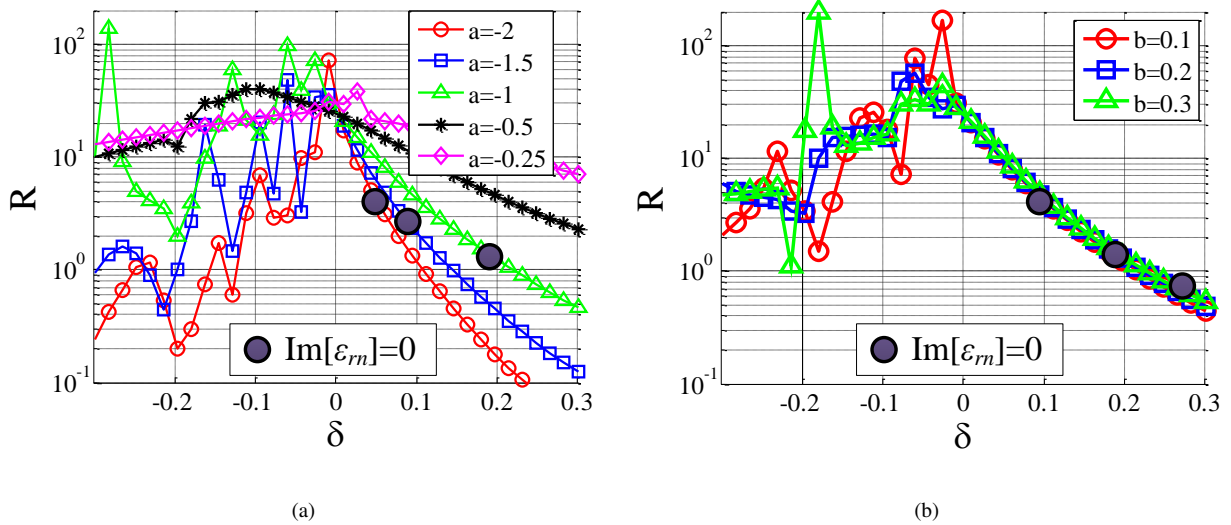 10^2
10^1
10^0
10^-1
R
-0.2
-0.1
0
0.1
0.2
0.3
δ
a=-2
a=-1.5
a=-1
a=-0.5
a=-0.25
Im[ε_rn]=0
(a)
10^2
10^1
10^0
10^-1
R
-0.2
-0.1
0
0.1
0.2
0.3
δ
b=0.1
b=0.2
b=0.3
Im[ε_rn]=0
(b)